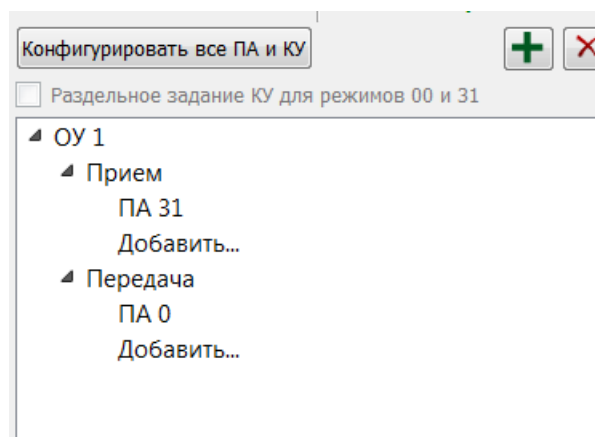 Конфигурировать все ПА и КУ
Раздельное задание КУ для режимов 00 и 31
ОУ 1
Прием
ПА 31
Добавить...
Передача
ПА 0
Добавить...